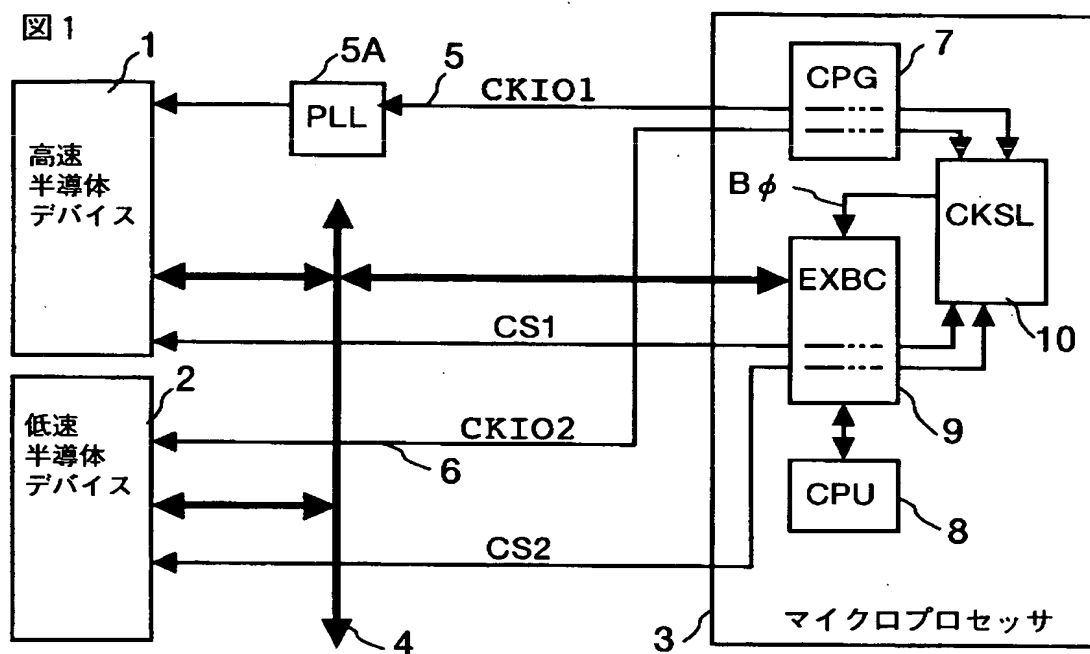 図1
1
高速
半導体
デバイス
5A
PLL
5
CKIO1
7
CPG
Bφ
CKSL
10
EXBC
9
CS1
2
低速
半導体
デバイス
CKIO2
6
CPU
8
CS2
4
3
マイクロプロセッサ